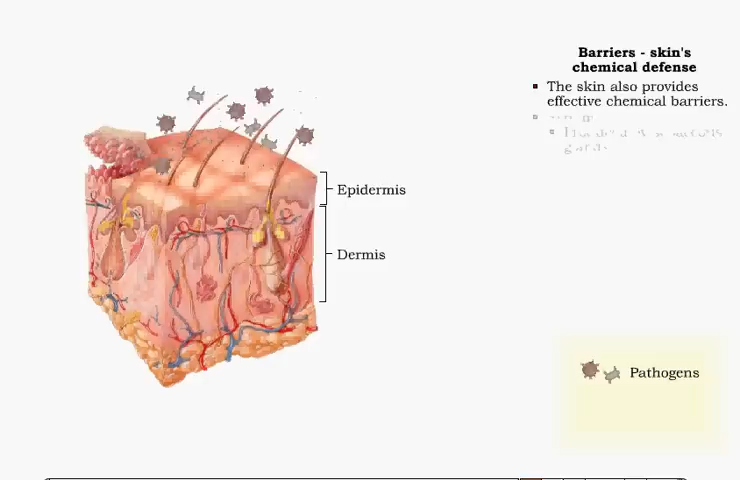 Barriers - skin's
chemical defense
▪ The skin also provides
effective chemical barriers.
Epidermis
Dermis
Pathogens